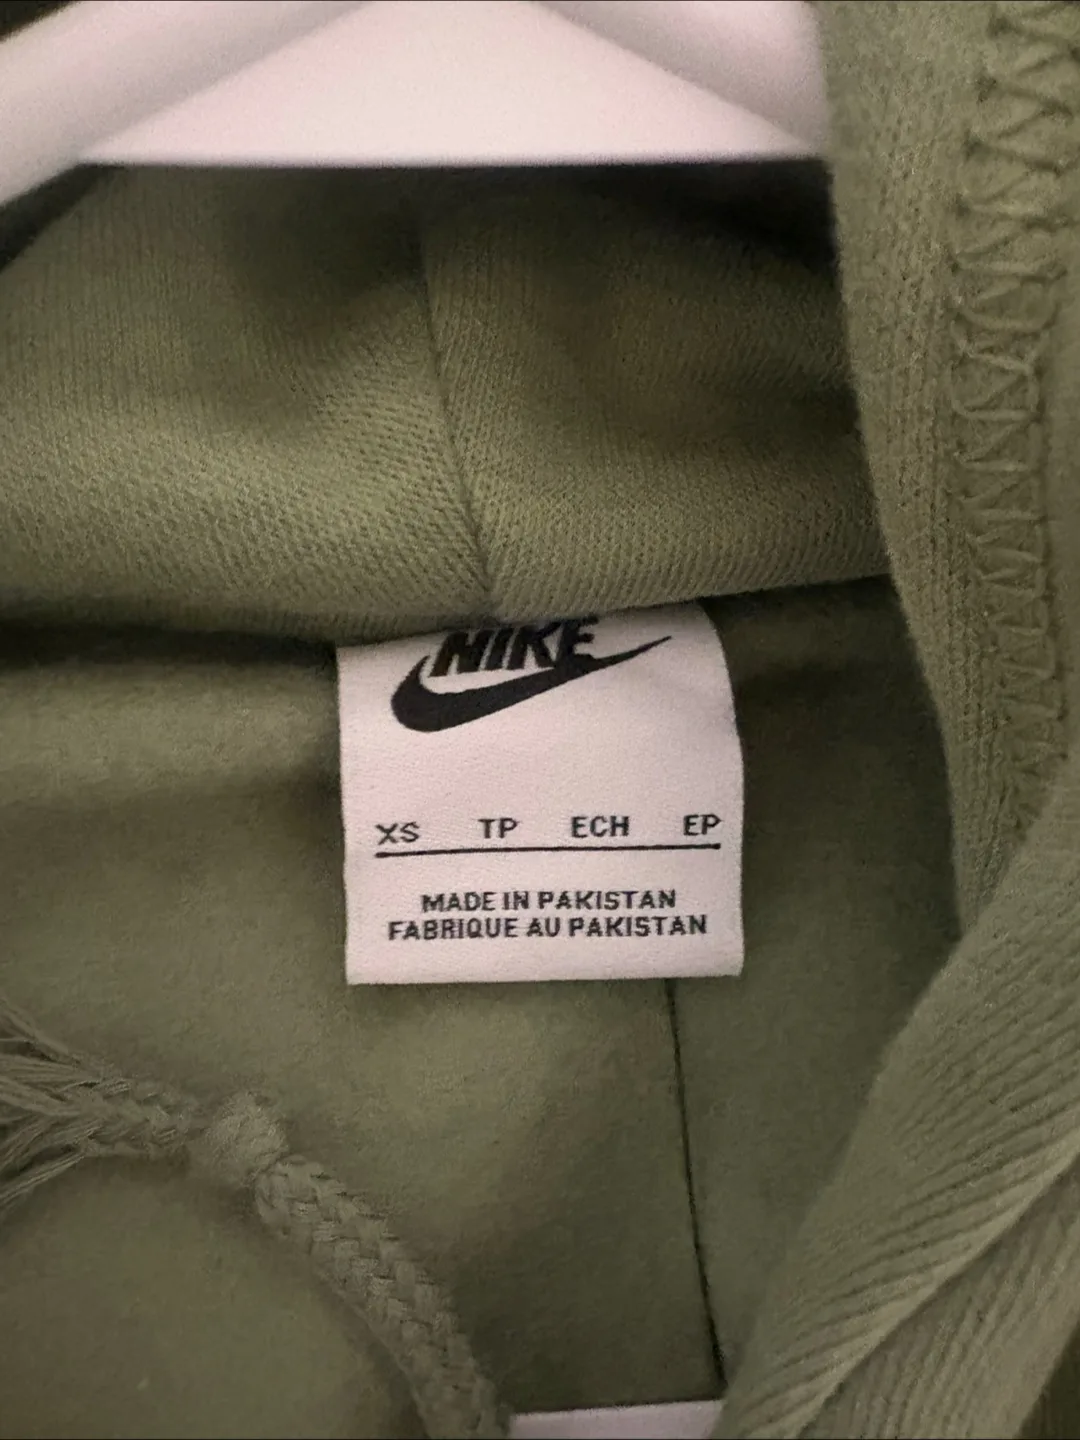 NIKE
XS TP ECH EP
MADE IN PAKISTAN
FABRIQUE AU PAKISTAN